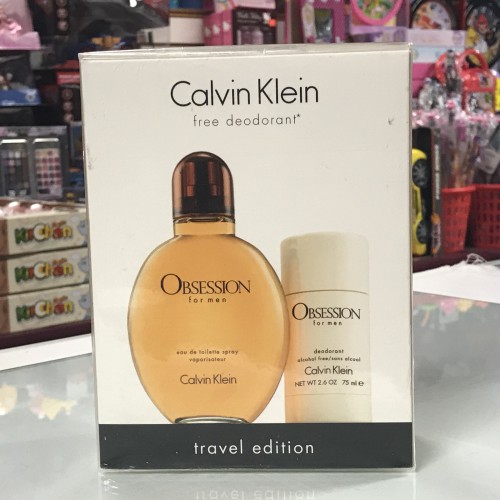 Calvin Klein
free deodorant*
OBSESSION
for men
eau de toilette spray
vaporisateur
Calvin Klein
OBSESSION
for men
deodorant
alcohol free/sans alcool
Calvin Klein
NET WT 2.6 OZ. 75 ml e
travel edition